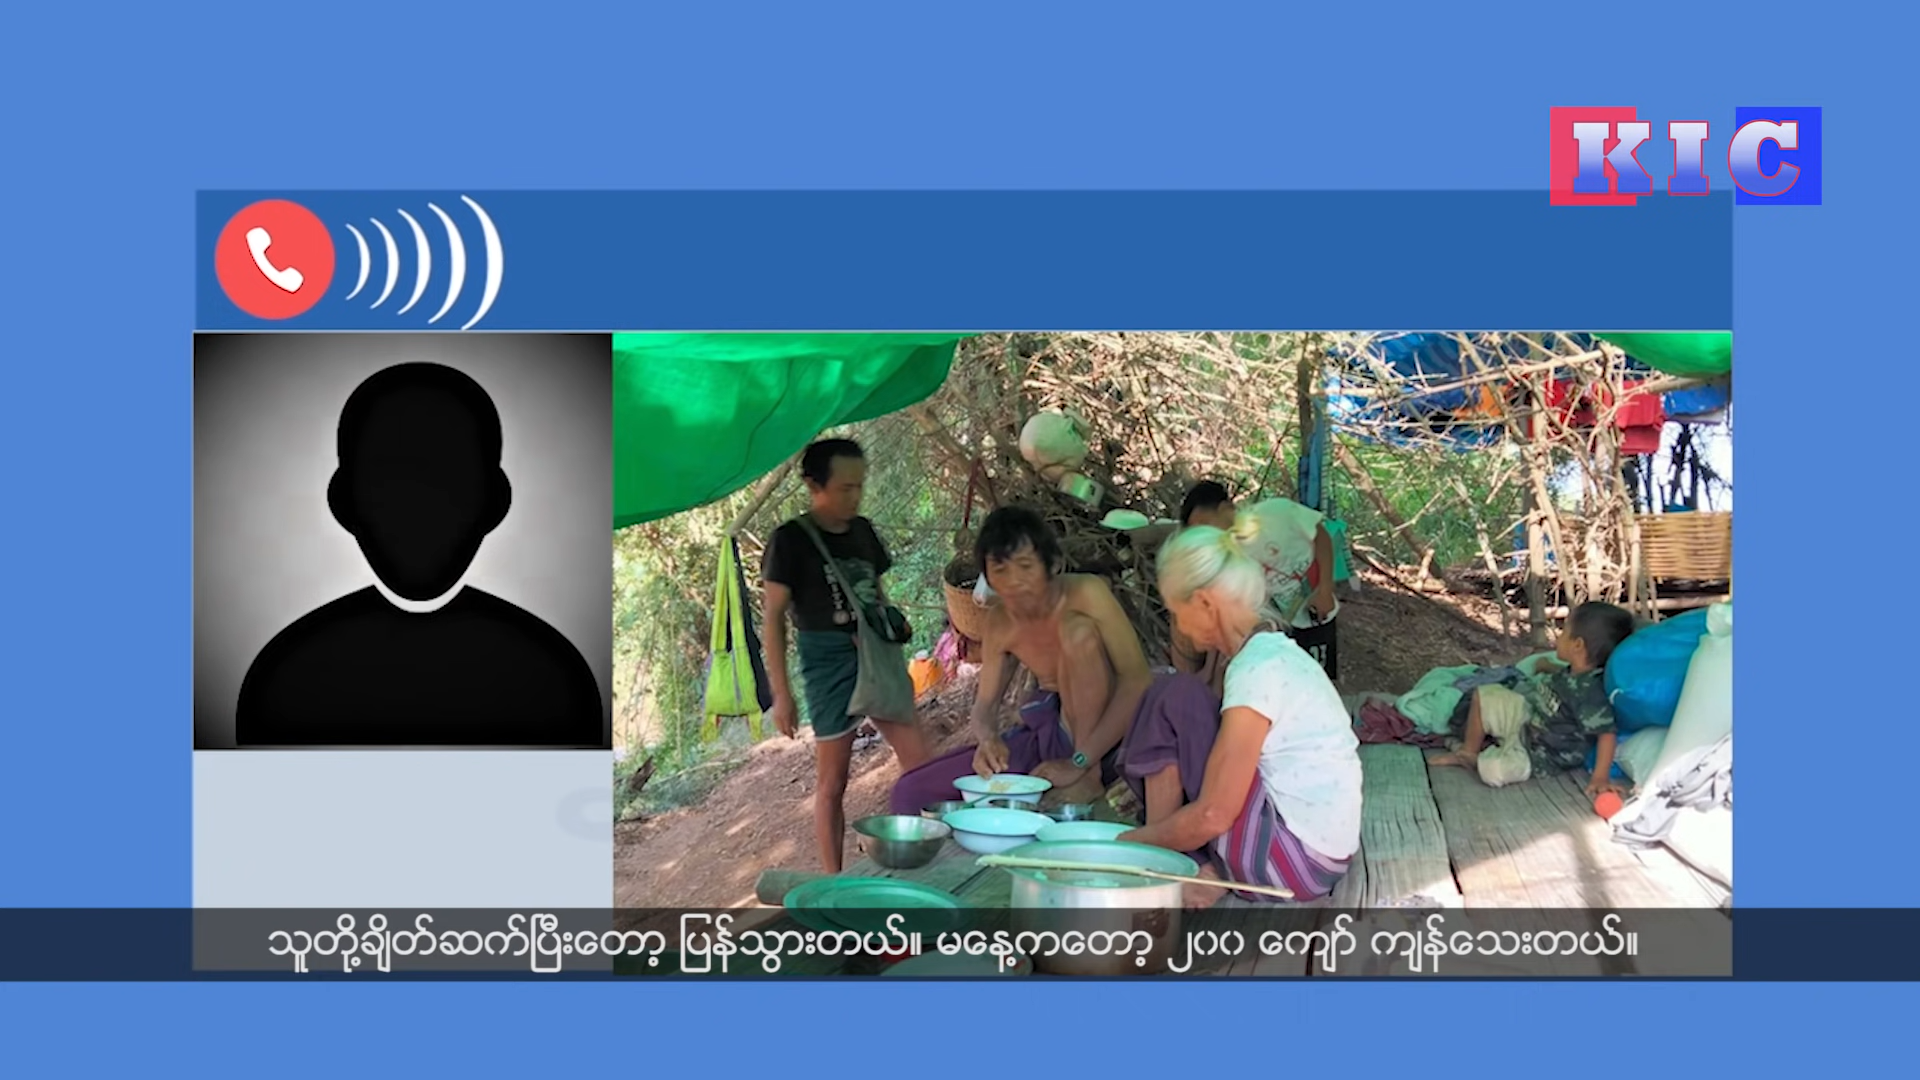 KIC
သူတို့ချိတ်ဆက်ပြီးတော့ ပြန်သွားတယ်။ မနေ့ကတော့ ၂၀၀ ကျော် ကျန်သေးတယ်။